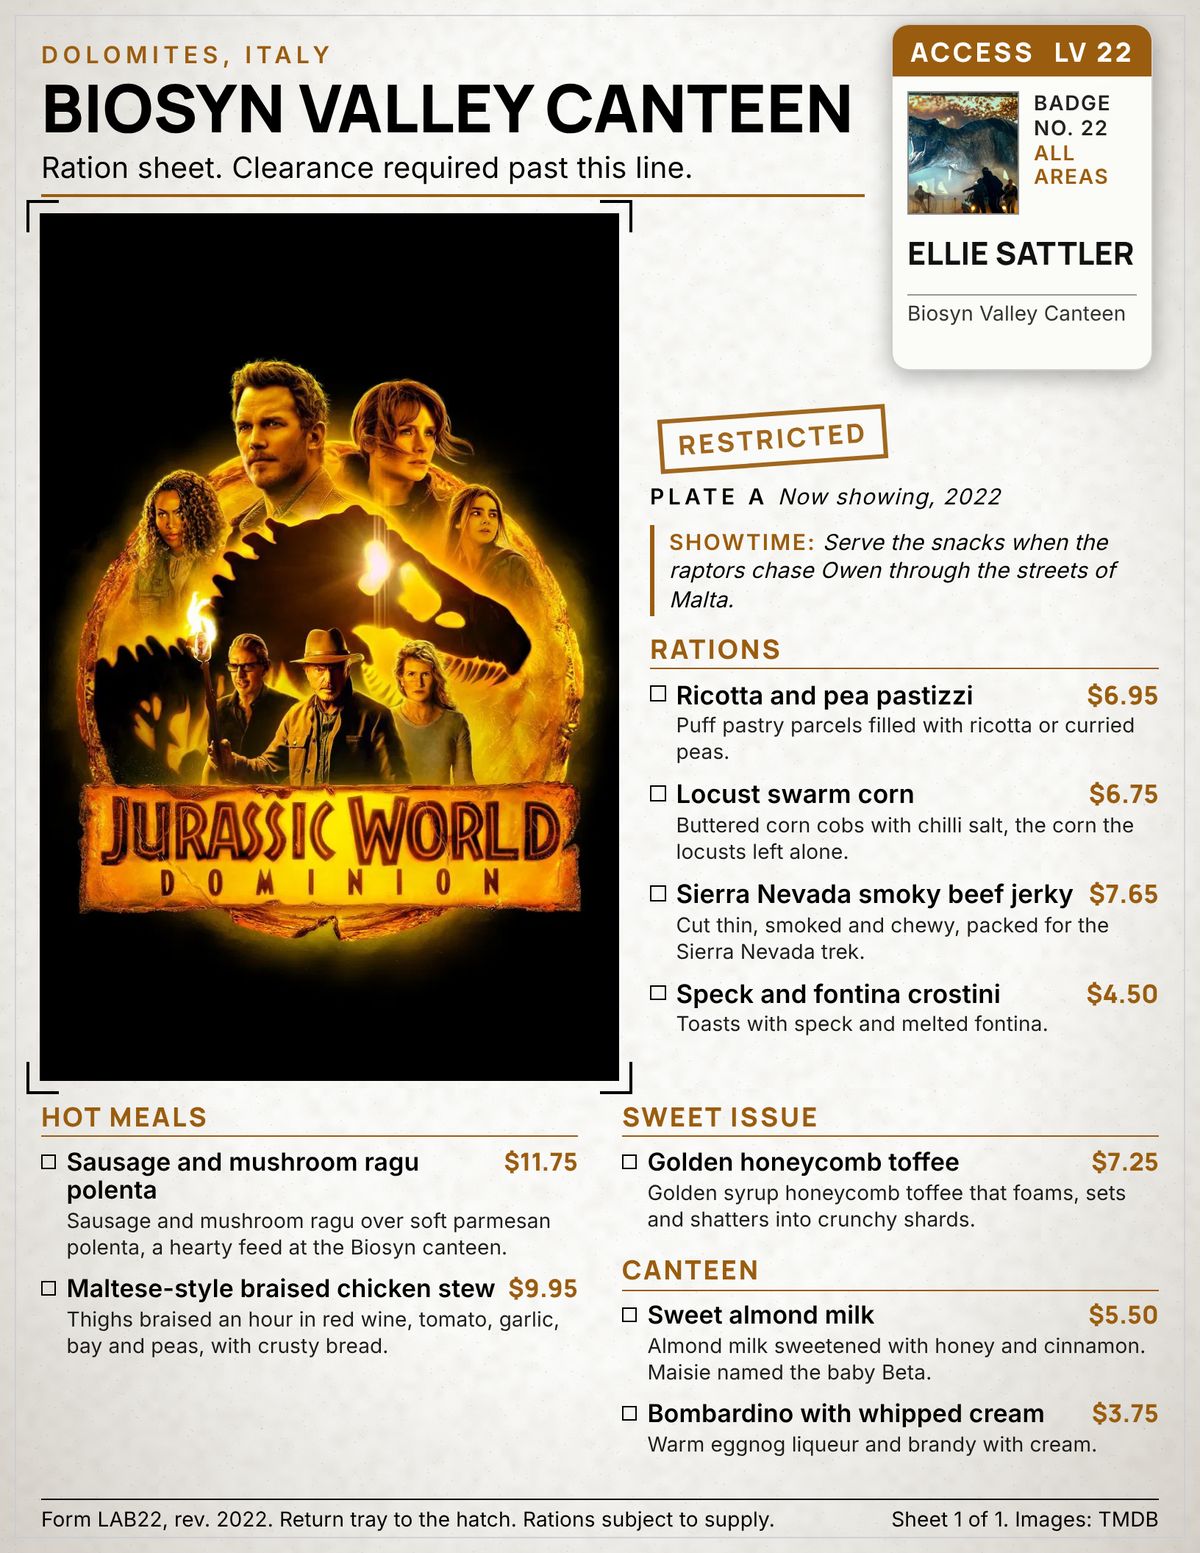 DOLOMITES, ITALY
BIOSYN VALLEY CANTEEN
Ration sheet. Clearance required past this line.
ACCESS LV 22
BADGE
NO. 22
ALL
AREAS
ELLIE SATTLER
Biosyn Valley Canteen
JURASSIC WORLD
DOMINION
RESTRICTED
PLATE A Now showing, 2022
SHOWTIME: Serve the snacks when the
raptors chase Owen through the streets of
Malta.
RATIONS
Ricotta and pea pastizzi $6.95
Puff pastry parcels filled with ricotta or curried
peas.
Locust swarm corn $6.75
Buttered corn cobs with chilli salt, the corn the
locusts left alone.
Sierra Nevada smoky beef jerky $7.65
Cut thin, smoked and chewy, packed for the
Sierra Nevada trek.
Speck and fontina crostini $4.50
Toasts with speck and melted fontina.
HOT MEALS
Sausage and mushroom ragu $11.75
polenta
Sausage and mushroom ragu over soft parmesan
polenta, a hearty feed at the Biosyn canteen.
Maltese-style braised chicken stew $9.95
Thighs braised an hour in red wine, tomato, garlic,
bay and peas, with crusty bread.
SWEET ISSUE
Golden honeycomb toffee $7.25
Golden syrup honeycomb toffee that foams, sets
and shatters into crunchy shards.
CANTEEN
Sweet almond milk $5.50
Almond milk sweetened with honey and cinnamon.
Maisie named the baby Beta.
Bombardino with whipped cream $3.75
Warm eggnog liqueur and brandy with cream.
Form LAB22, rev. 2022. Return tray to the hatch. Rations subject to supply.
Sheet 1 of 1. Images: TMDB